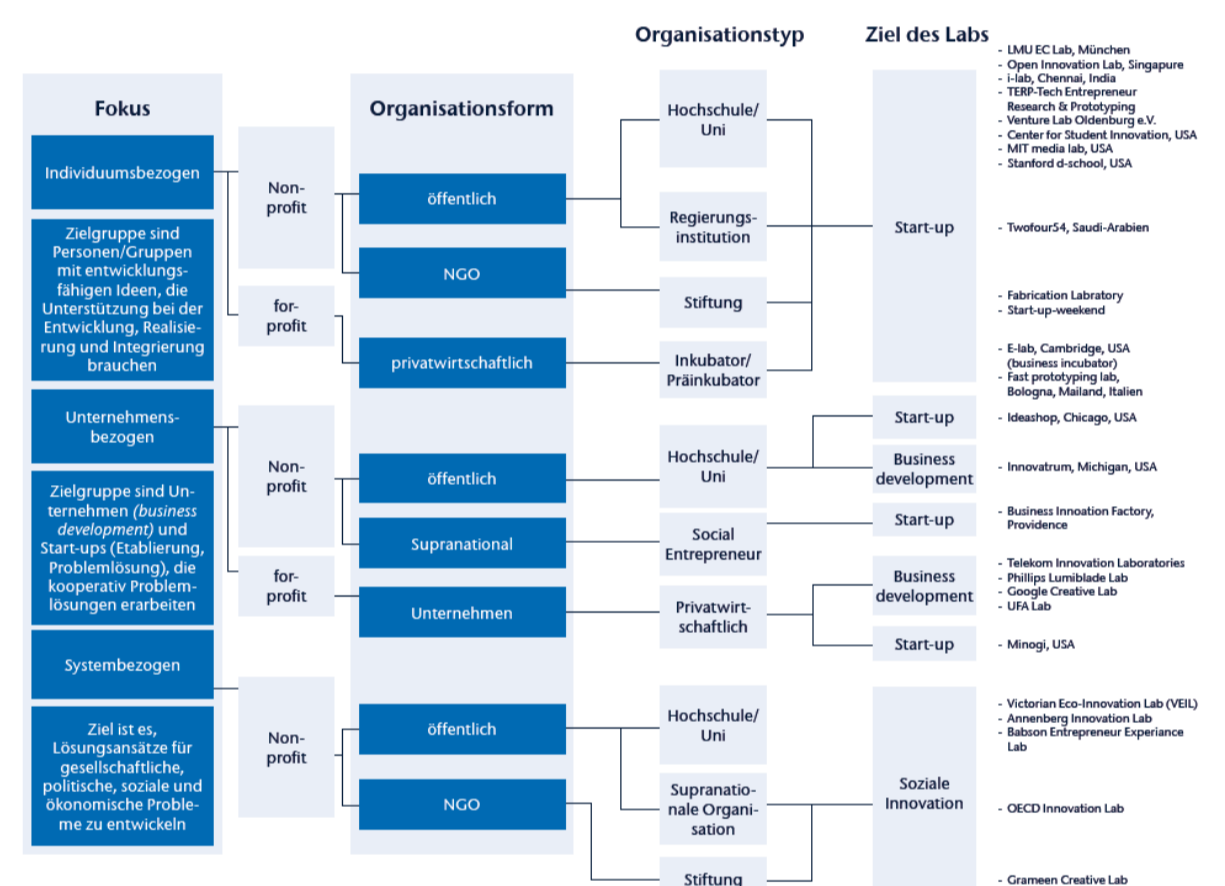 Organisationstyp
Ziel des Labs
Fokus
Individuumsbezogen
Zielgruppe sind
Personen/Gruppen
mit entwicklungs-
fähigen Ideen, die
Unterstützung bei der
Entwicklung, Realisie-
rung und Integrierung
brauchen
Unternehmens-
bezogen
Zielgruppe sind Un-
ternehmen (business
development) und
Start-ups (Etablierung,
Problemlösung), die
kooperativ Problem-
lösungen erarbeiten
Systembezogen
Ziel ist es,
Lösungsansätze für
gesellschaftliche,
politische, soziale und
ökonomische Proble-
me zu entwickeln
Non-
profit
for-
profit
Non-
profit
for-
profit
Non-
profit
Organisationsform
öffentlich
NGO
privatwirtschaftlich
öffentlich
Supranational
Unternehmen
öffentlich
NGO
Hochschule/
Uni
Regierungs-
institution
Stiftung
Inkubator/
Präinkubator
Hochschule/
Uni
Social
Entrepreneur
Privatwirt-
schaftlich
Hochschule/
Uni
Supranatio-
nale Organi-
sation
Stiftung
Start-up
Start-up
Business
development
Start-up
Business
development
Start-up
Soziale
Innovation
- LMU EC Lab, München
- Open Innovation Lab, Singapure
- i-lab, Chennai, India
- TERP-Tech Entrepreneur
Research & Prototyping
- Venture Lab Oldenburg e.V.
- Center for Student Innovation, USA
- MIT media lab, USA
- Stanford d-school, USA
- Twofour54, Saudi-Arabien
- Fabrication Labratory
- Start-up-weekend
- E-lab, Cambridge, USA
(business incubator)
- Fast prototyping lab,
Bologna, Mailand, Italien
- Ideashop, Chicago, USA
- Innovatrum, Michigan, USA
- Business Innoation Factory,
Providence
- Telekom Innovation Laboratories
- Phillips Lumiblade Lab
- Google Creative Lab
- UFA Lab
- Minogi, USA
- Victorian Eco-Innovation Lab (VEIL)
- Annenberg Innovation Lab
- Babson Entrepreneur Experiance
Lab
- OECD Innovation Lab
- Grameen Creative Lab